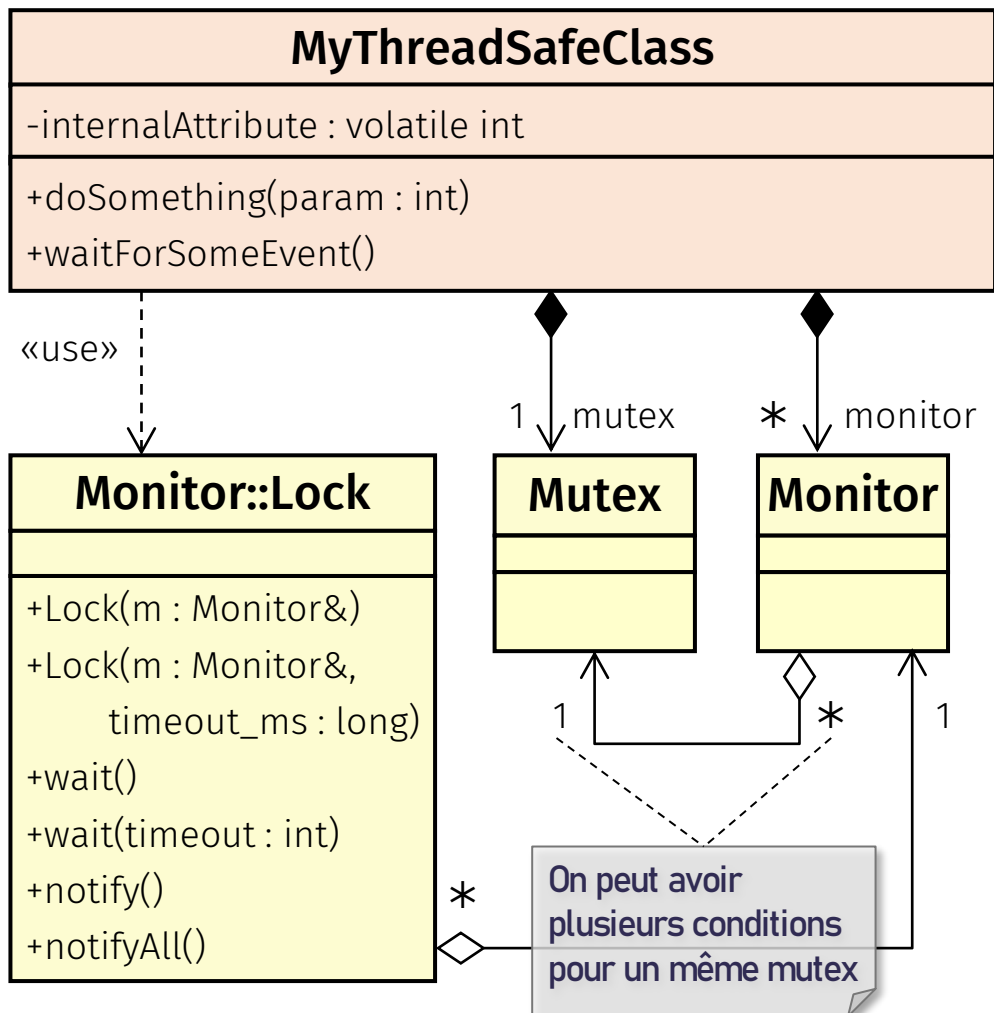 MyThreadSafeClass
-internalAttribute : volatile int
+doSomething(param : int)
+waitForSomeEvent()
«use»
1 mutex
* monitor
Monitor::Lock
+Lock(m : Monitor&)
+Lock(m : Monitor&,
timeout_ms : long)
+wait()
+wait(timeout : int)
+notify()
+notifyAll()
*
Mutex
Monitor
1
*
1
On peut avoir
plusieurs conditions
pour un même mutex